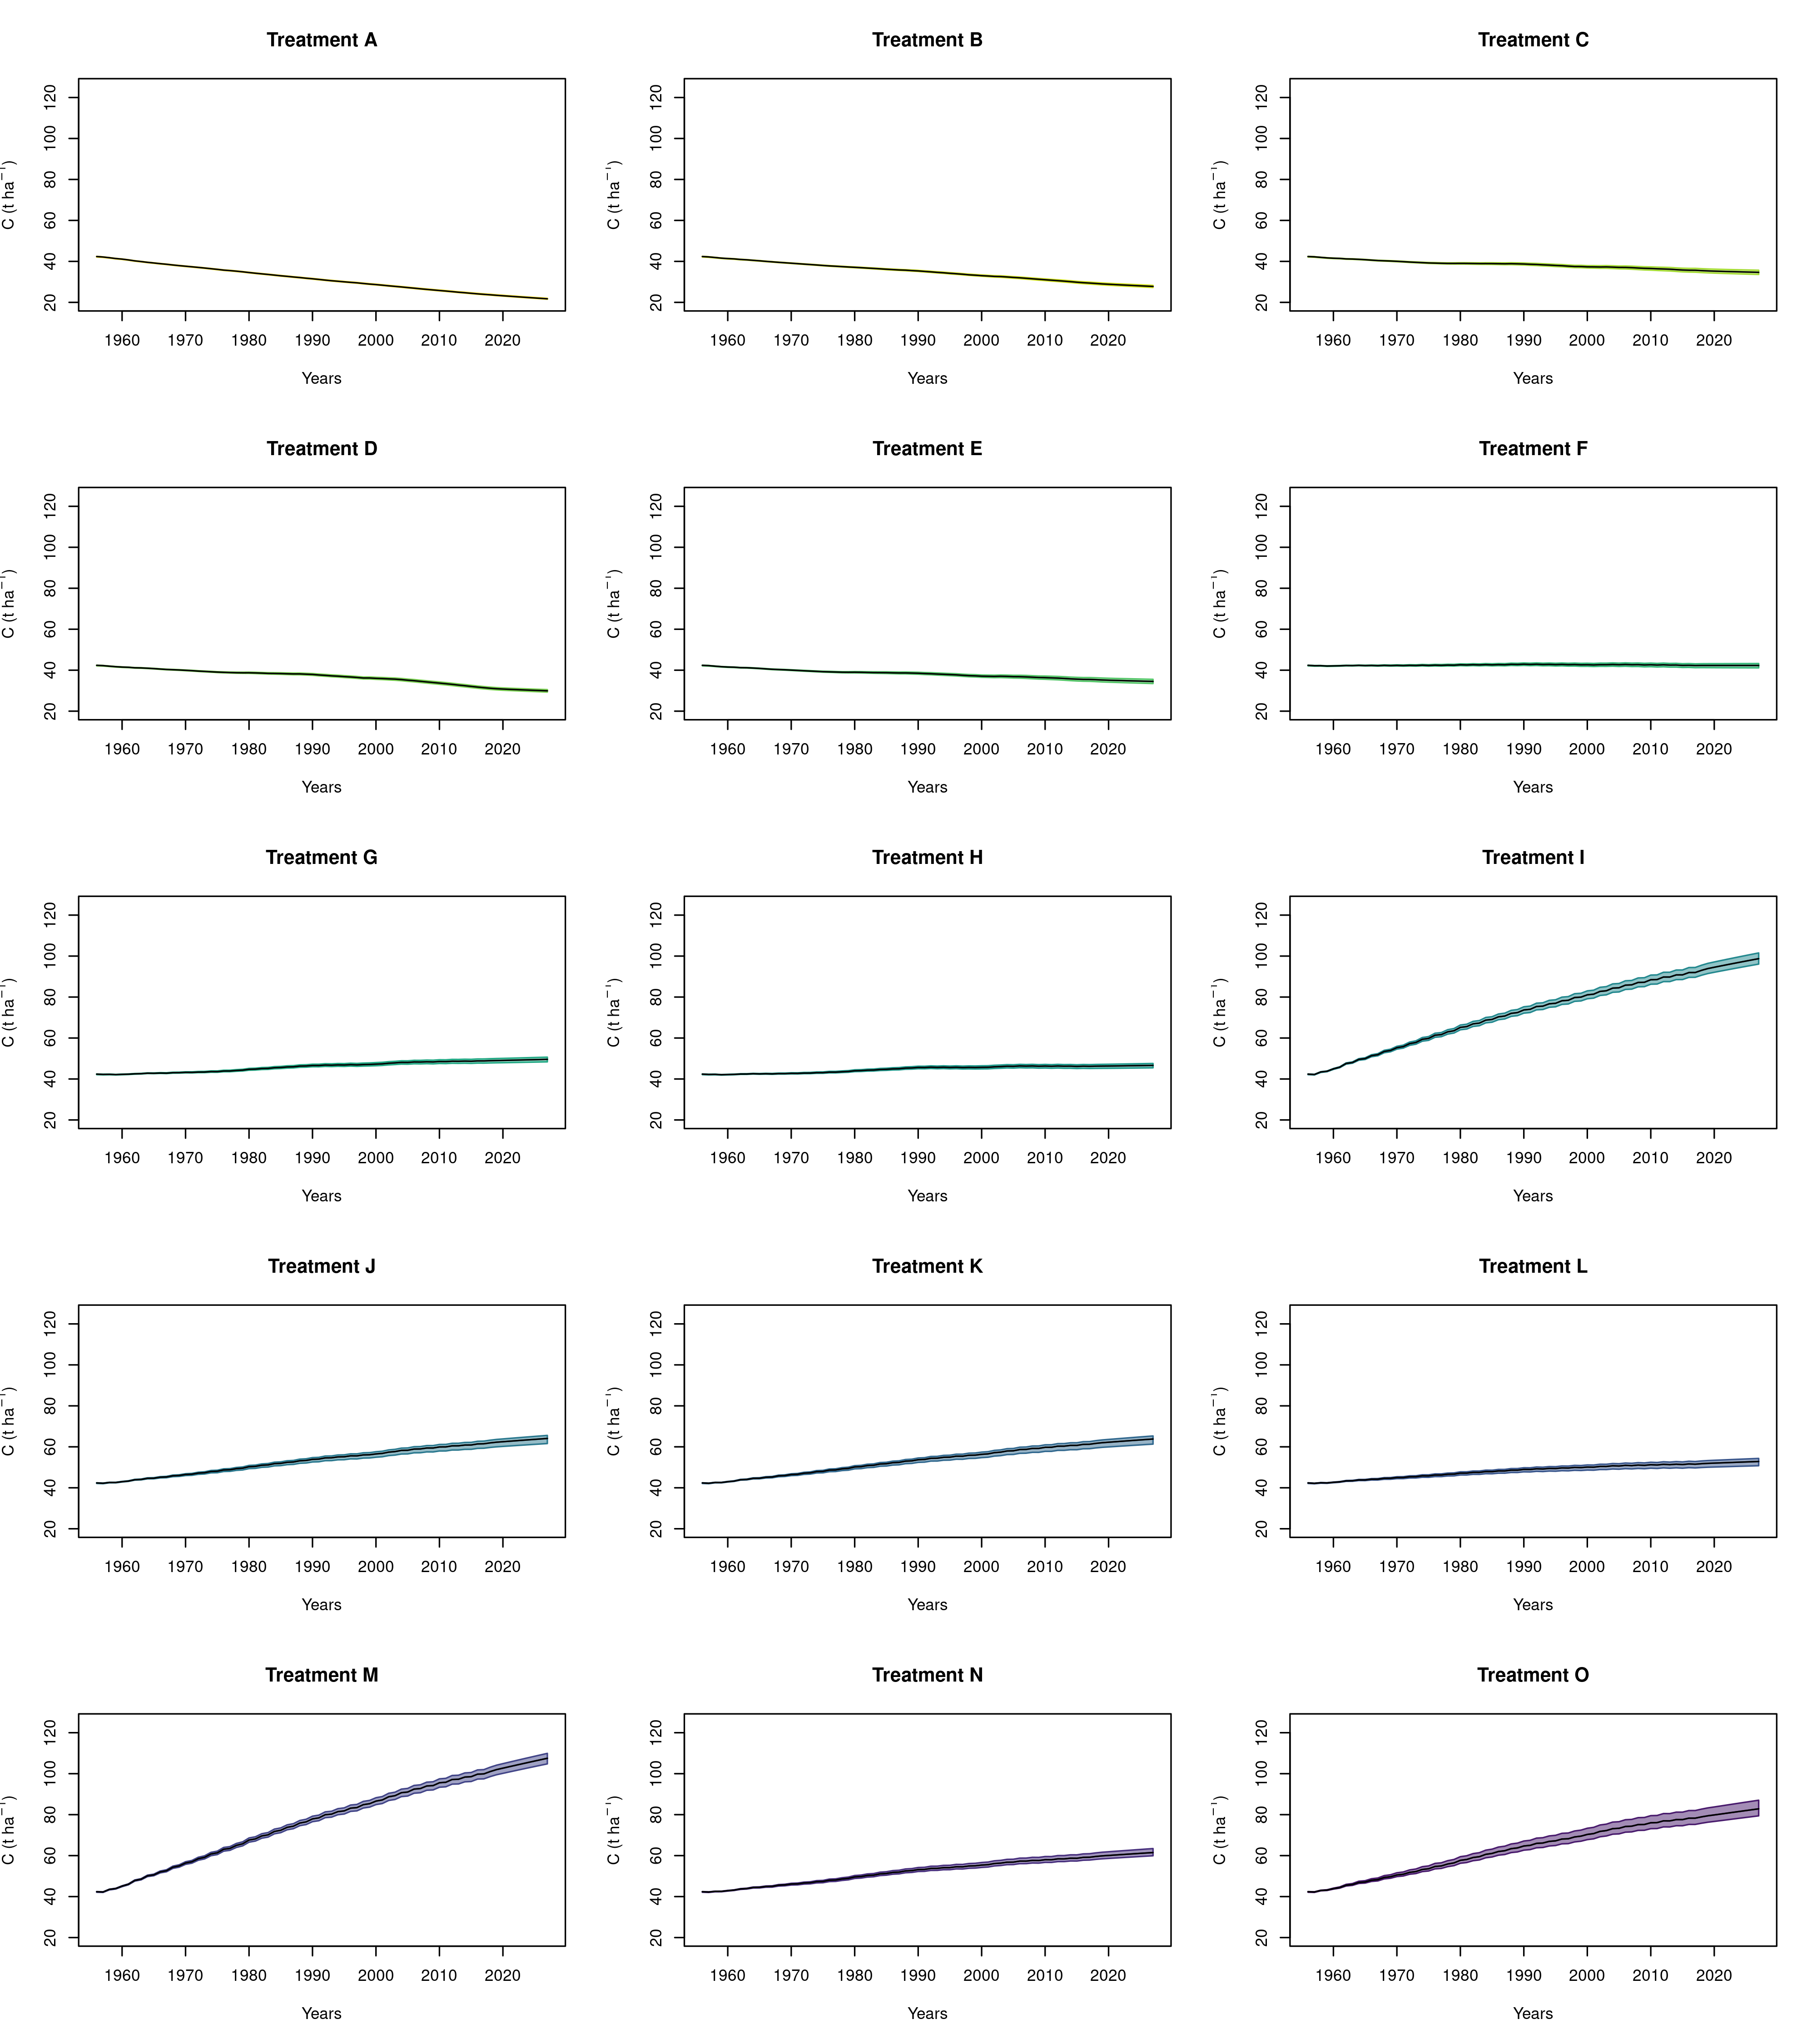 Treatment A
Treatment B
Treatment C
C (t ha⁻¹)
20 40 60 80 100 120
1960 1970 1980 1990 2000 2010 2020
Years
C (t ha⁻¹)
20 40 60 80 100 120
1960 1970 1980 1990 2000 2010 2020
Years
C (t ha⁻¹)
20 40 60 80 100 120
1960 1970 1980 1990 2000 2010 2020
Years
Treatment D
Treatment E
Treatment F
C (t ha⁻¹)
20 40 60 80 100 120
1960 1970 1980 1990 2000 2010 2020
Years
C (t ha⁻¹)
20 40 60 80 100 120
1960 1970 1980 1990 2000 2010 2020
Years
C (t ha⁻¹)
20 40 60 80 100 120
1960 1970 1980 1990 2000 2010 2020
Years
Treatment G
Treatment H
Treatment I
C (t ha⁻¹)
20 40 60 80 100 120
1960 1970 1980 1990 2000 2010 2020
Years
C (t ha⁻¹)
20 40 60 80 100 120
1960 1970 1980 1990 2000 2010 2020
Years
C (t ha⁻¹)
20 40 60 80 100 120
1960 1970 1980 1990 2000 2010 2020
Years
Treatment J
Treatment K
Treatment L
C (t ha⁻¹)
20 40 60 80 100 120
1960 1970 1980 1990 2000 2010 2020
Years
C (t ha⁻¹)
20 40 60 80 100 120
1960 1970 1980 1990 2000 2010 2020
Years
C (t ha⁻¹)
20 40 60 80 100 120
1960 1970 1980 1990 2000 2010 2020
Years
Treatment M
Treatment N
Treatment O
C (t ha⁻¹)
20 40 60 80 100 120
1960 1970 1980 1990 2000 2010 2020
Years
C (t ha⁻¹)
20 40 60 80 100 120
1960 1970 1980 1990 2000 2010 2020
Years
C (t ha⁻¹)
20 40 60 80 100 120
1960 1970 1980 1990 2000 2010 2020
Years